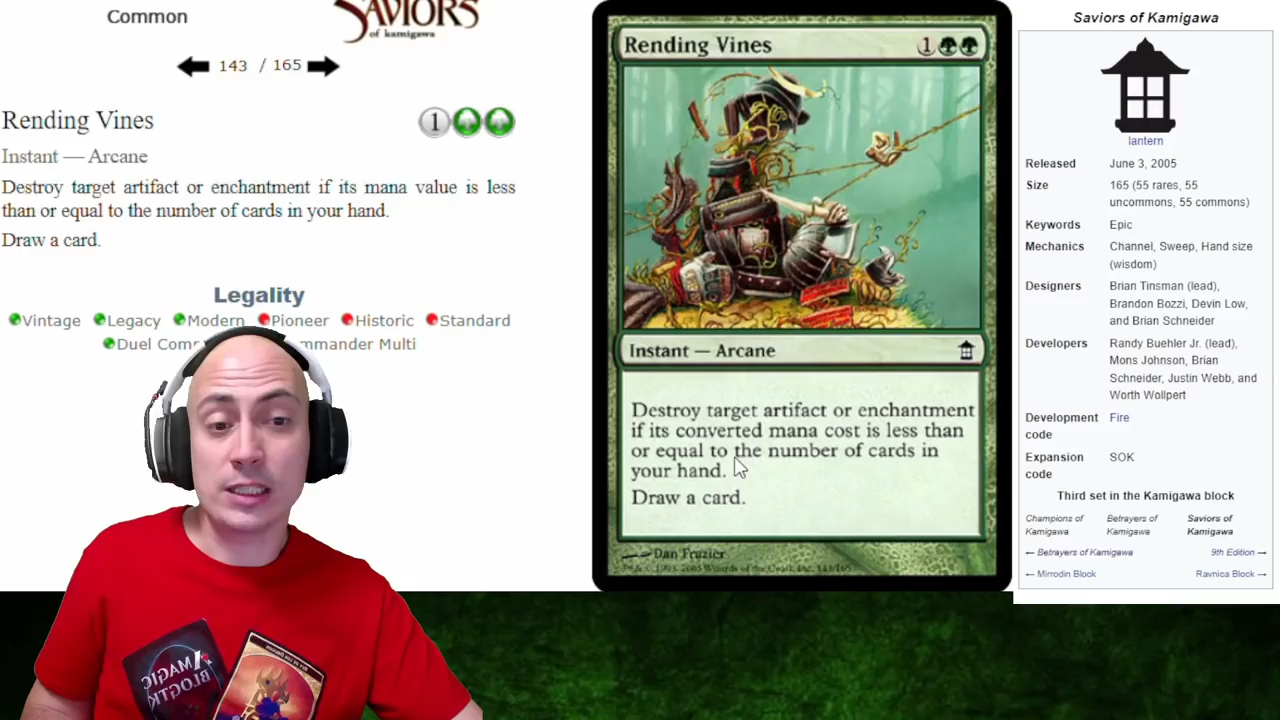 Common
SAVIORS
of kamigawa
143 / 165
Rending Vines
1
Instant — Arcane
Destroy target artifact or enchantment if its mana value is less
than or equal to the number of cards in your hand.
Draw a card.
Legality
Vintage Legacy Modern Pioneer Historic Standard
Duel mmander Multi
Rending Vines 1
Instant — Arcane
Destroy target artifact or enchantment
if its converted mana cost is less than
or equal to the number of cards in
your hand.
Draw a card.
Dan Frazier
Saviors of Kamigawa
lantern
Released June 3, 2005
Size 165 (55 rares, 55
uncommons, 55 commons)
Keywords Epic
Mechanics Channel, Sweep, Hand size
(wisdom)
Designers Brian Tinsman (lead),
Brandon Bozzi, Devin Low,
and Brian Schneider
Developers Randy Buehler Jr. (lead),
Mons Johnson, Brian
Schneider, Justin Webb, and
Worth Wollpert
Development code Fire
Expansion code SOK
Third set in the Kamigawa block
Champions of Kamigawa Betrayers of Kamigawa Saviors of Kamigawa
← Betrayers of Kamigawa 9th Edition →
← Mirrodin Block Ravnica Block →
MAGIC